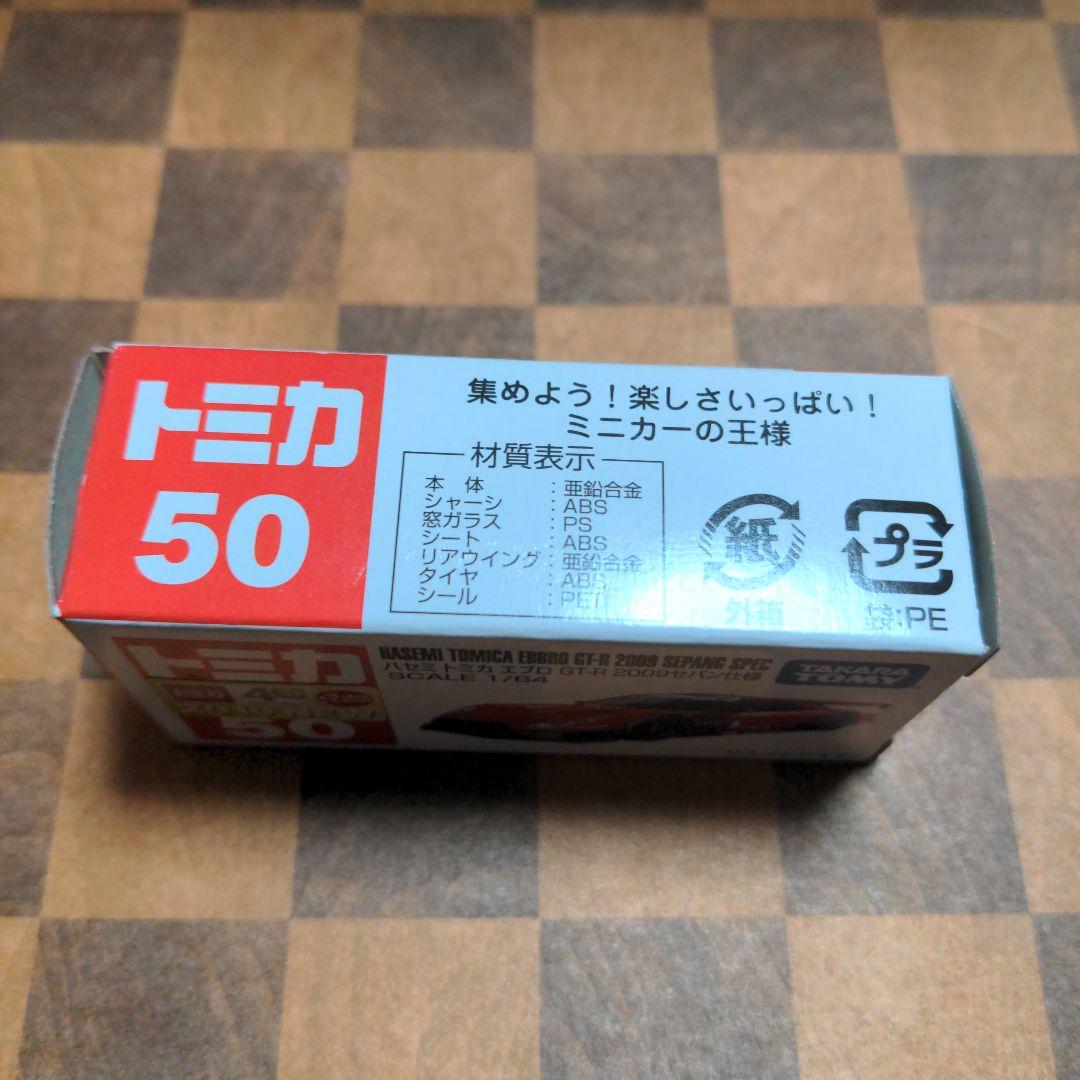 トミカ
50
集めよう!楽しさいっぱい!
ミニカーの王様
材質表示
本 体 : 亜鉛合金
シャーシ : ABS
窓ガラス : PS
シート : ABS
リアウイング : 亜鉛合金
タイヤ : ABS
シール : PET
紙
外箱
プラ
袋:PE
トミカ
50
HASEMI TOMICA EBBRO GT-R 2009 SEPANG SPEC
ハセミ トミカ エブロ GT-R 2009セパン仕様
SCALE 1/64
TAKARA
TOMY